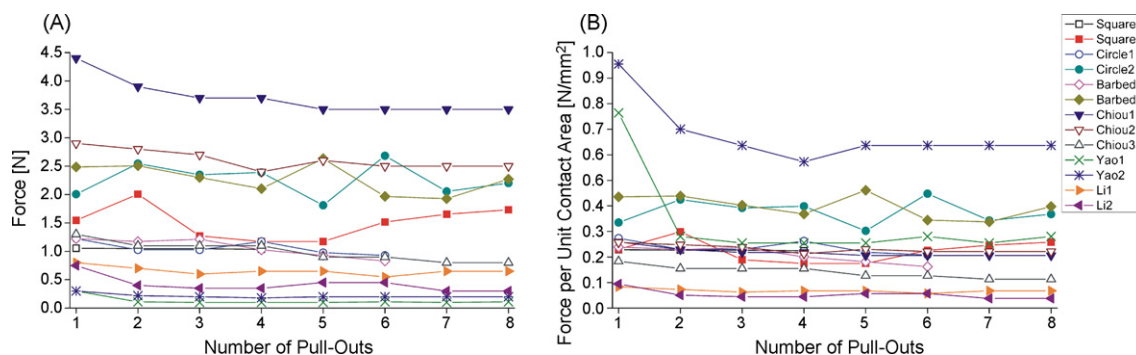 (A)
Force [N]
4.5
4.0
3.5
3.0
2.5
2.0
1.5
1.0
0.5
0.0
1 2 3 4 5 6 7 8
Number of Pull-Outs
(B)
Force per Unit Contact Area [N/mm²]
1.0
0.9
0.8
0.7
0.6
0.5
0.4
0.3
0.2
0.1
0.0
1 2 3 4 5 6 7 8
Number of Pull-Outs
Square
Square
Circle1
Circle2
Barbed
Barbed
Chiou1
Chiou2
Chiou3
Yao1
Yao2
Li1
Li2